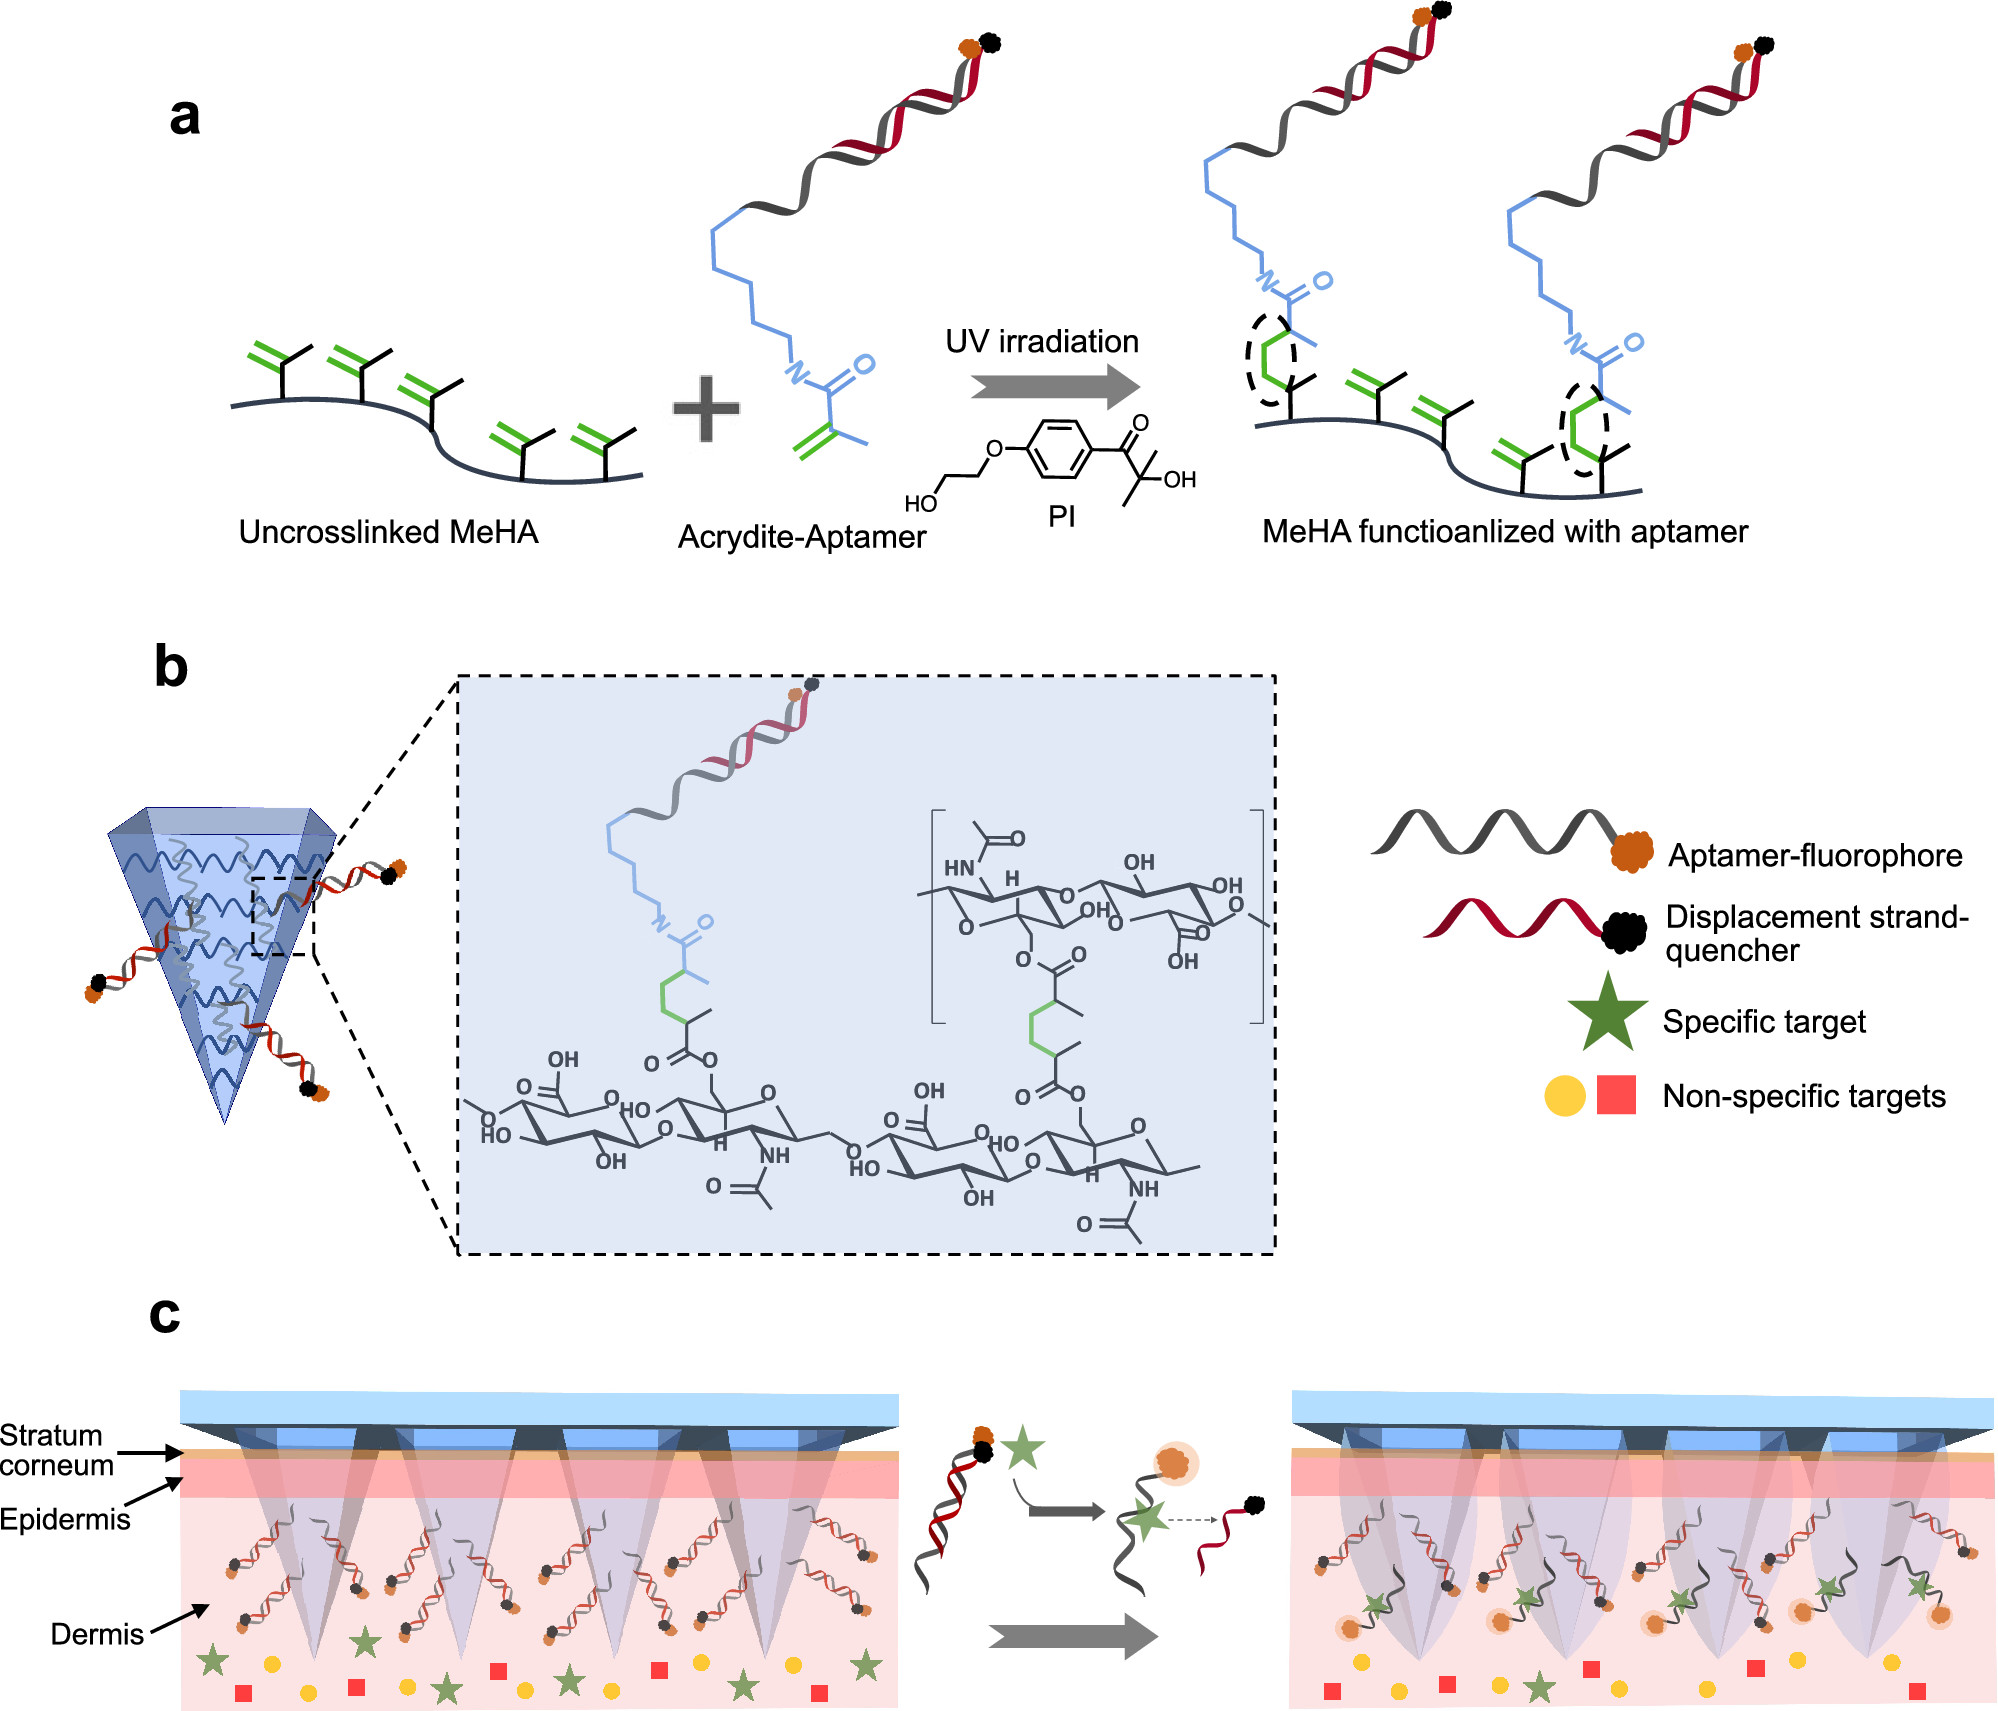 a
N
O
UV irradiation
O
O
HO
OH
PI
N
O
N
O
Uncrosslinked MeHA
Acrydite-Aptamer
MeHA functioanlized with aptamer
b
N
O
O
HN
H
OH
OH
O
OH
O
O
O
O
OH
O
O
O
O
O
O
OH
O
O
HO
O
HO
OH
O
H
NH
O
O
OH
O
HO
O
HO
OH
O
H
NH
O
O
O
Aptamer-fluorophore
Displacement strand-
quencher
Specific target
Non-specific targets
c
Stratum
corneum
Epidermis
Dermis